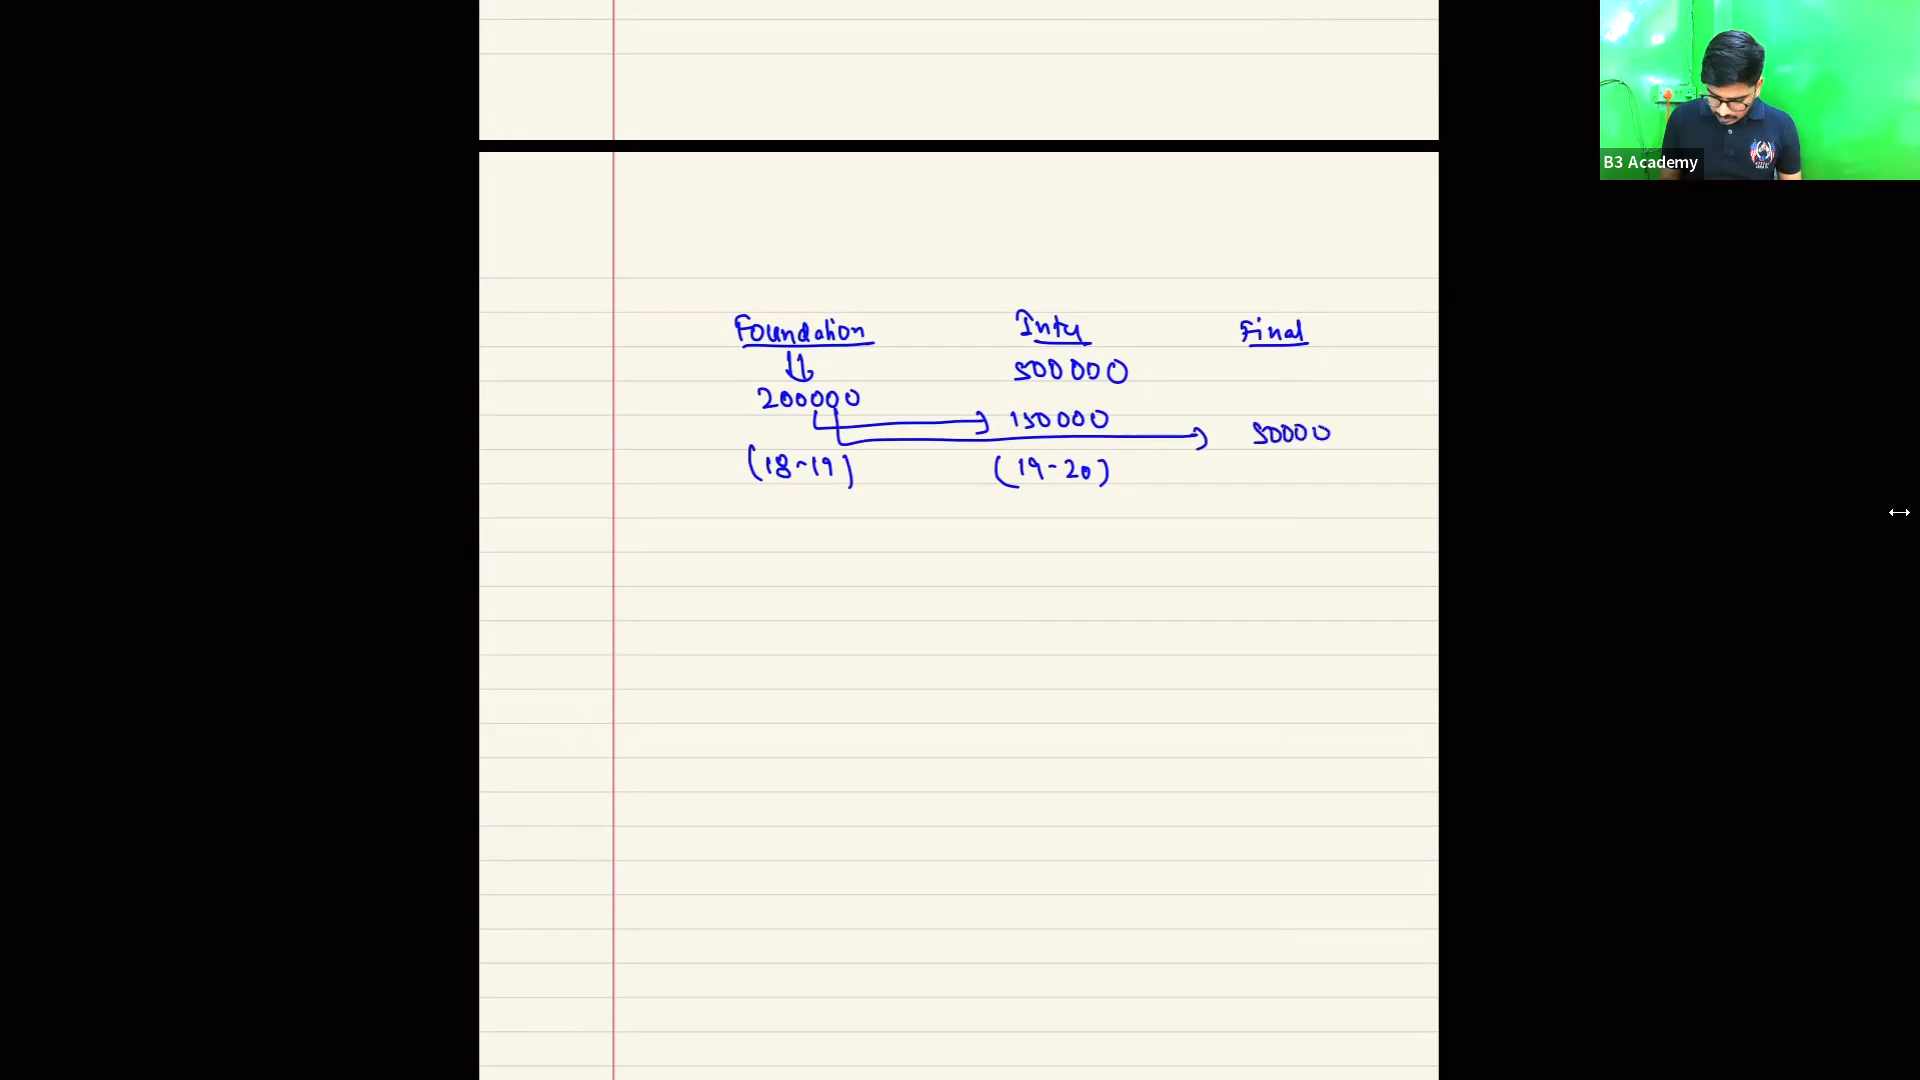 Foundation Inty Final
500000
200000
150000
50000
(18-19) (19-20)
B3 Academy